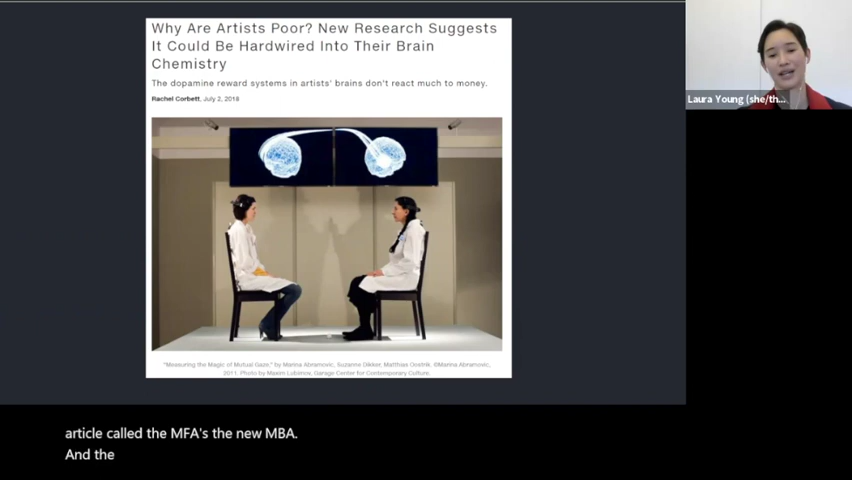 Why Are Artists Poor? New Research Suggests
It Could Be Hardwired Into Their Brain
Chemistry
The dopamine reward systems in artists' brains don't react much to money.
Rachel Corbett, July 2, 2018
"Measuring the Magic of Mutual Gaze," by Marina Abramovic, Suzanne Dikker, Matthias Oostrik, ©Marina Abramovic,
2011. Photo by Maxim Lubimov, Garage Center for Contemporary Culture.
Laura Young (she/th...
article called the MFA's the new MBA.
And the